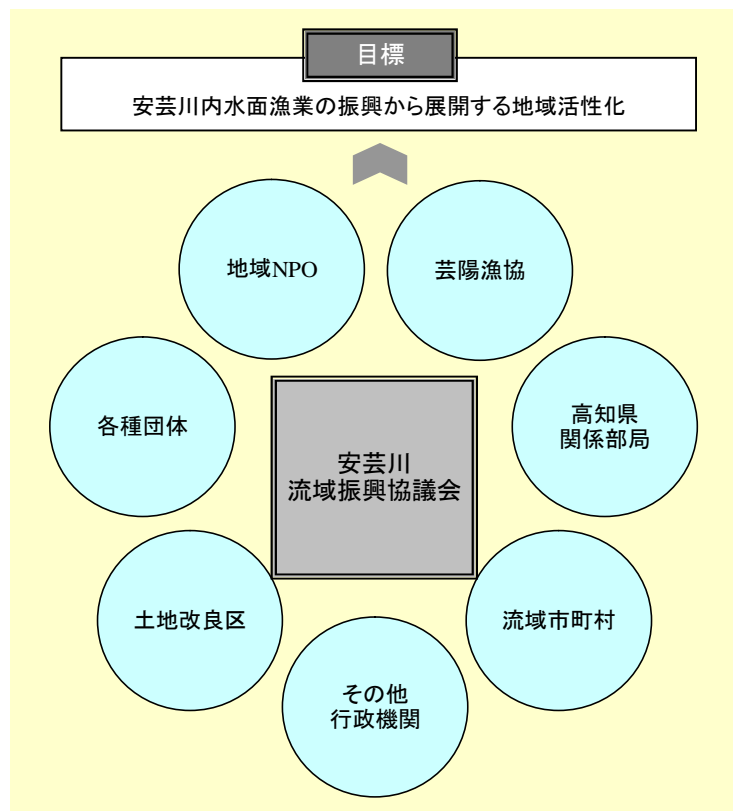 目標
安芸川内水面漁業の振興から展開する地域活性化
地域NPO
芸陽漁協
各種団体
高知県
関係部局
安芸川
流域振興協議会
土地改良区
流域市町村
その他
行政機関